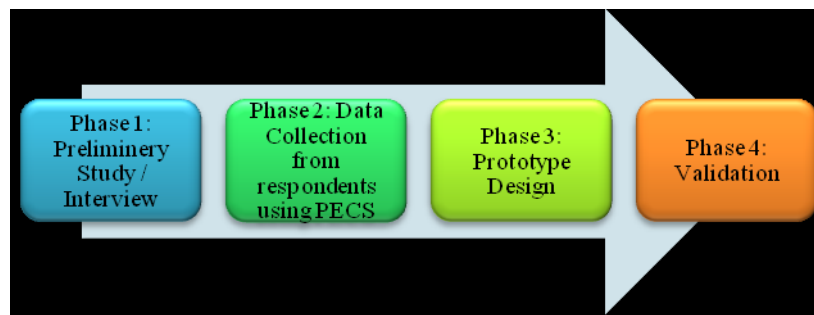 Phase 1:
Preliminery
Study /
Interview
Phase 2: Data
Collection
from
respondents
using PECS
Phase 3:
Prototype
Design
Phase 4:
Validation